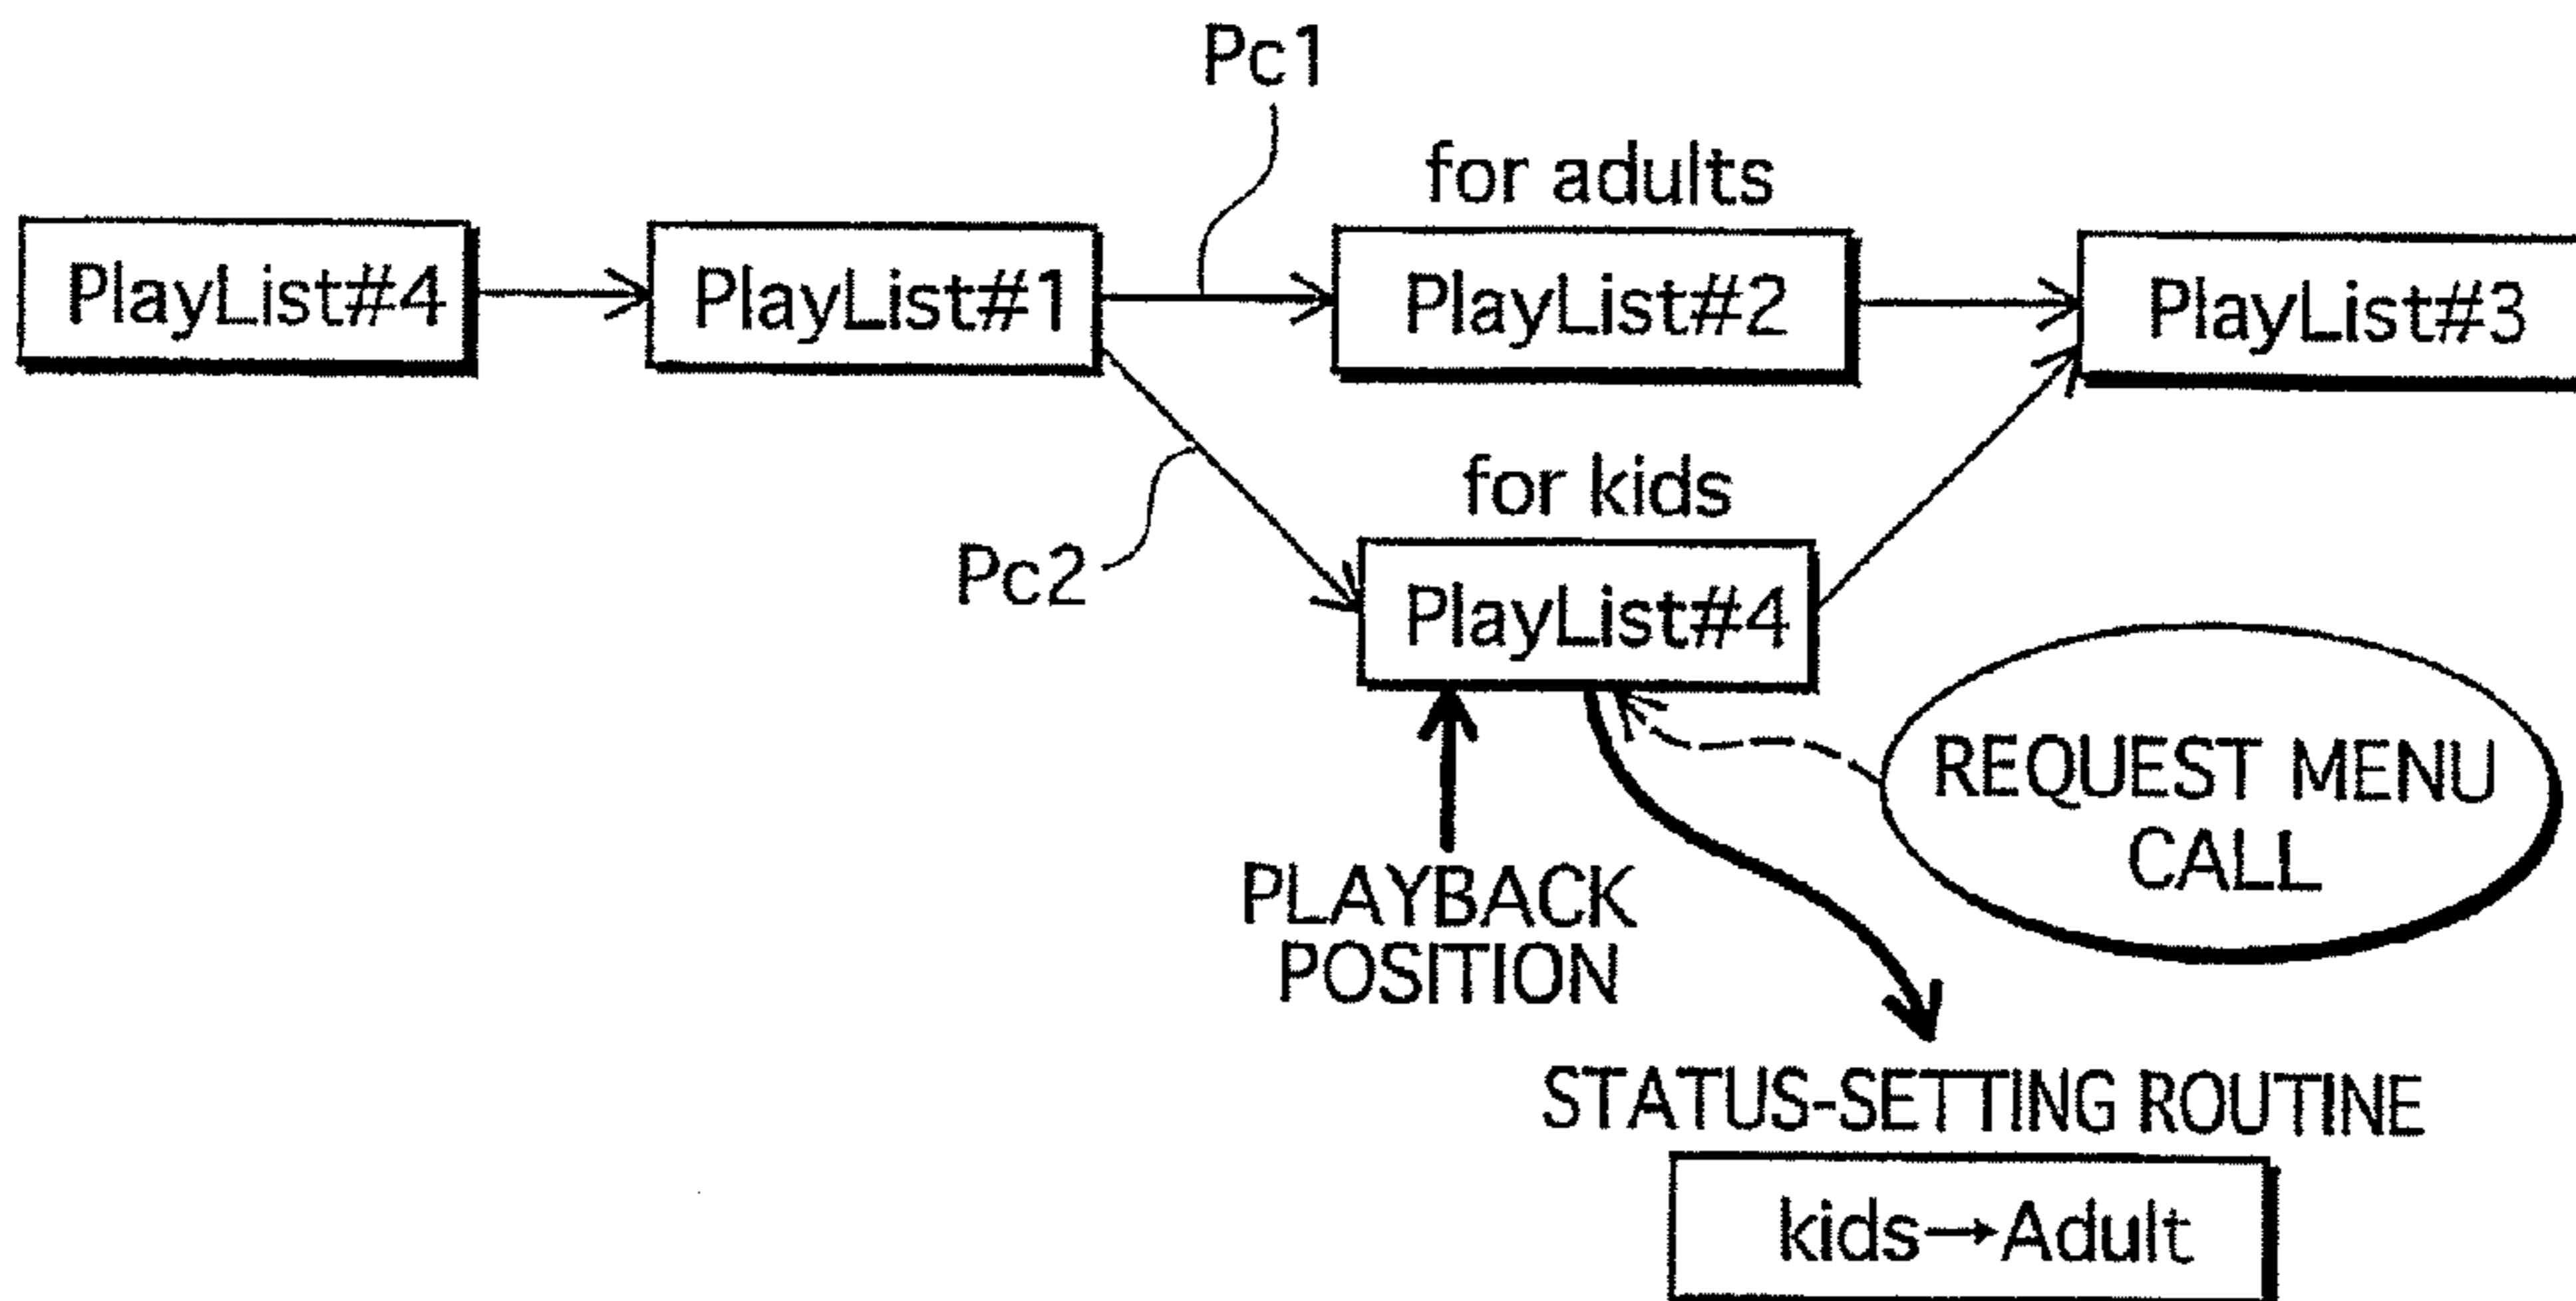 Pc1
for adults
PlayList#4
PlayList#1
PlayList#2
PlayList#3
for kids
Pc2
PlayList#4
REQUEST MENU
CALL
PLAYBACK
POSITION
STATUS-SETTING ROUTINE
kids→Adult